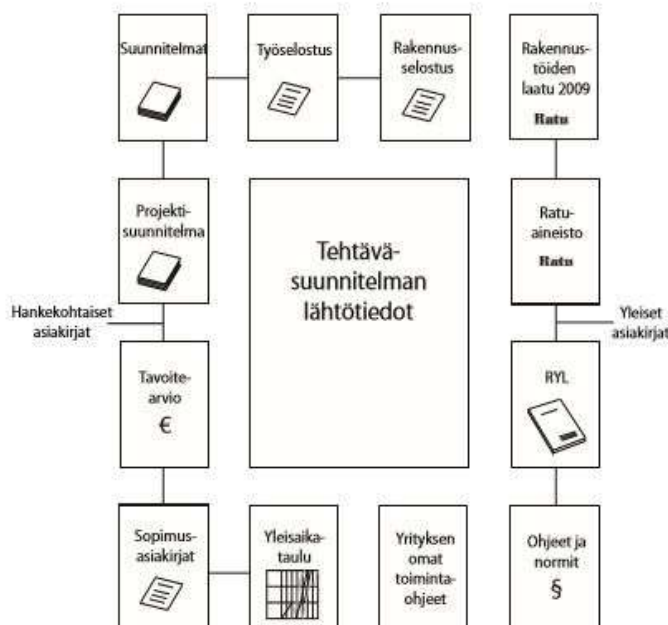 Suunnitelmat
Työselostus
Rakennus-
selostus
Rakennus-
töiden
laatu 2009
Ratu
Projekti-
suunnitelma
Tehtävä-
suunnitelman
lähtötiedot
Ratu-
aineisto
Ratu
Hankekohtaiset
asiakirjat
Yleiset
asiakirjat
Tavoite-
arvio
€
RYL
Sopimus-
asiakirjat
Yleisaika-
taulu
Yrityksen
omat
toiminta-
ohjeet
Ohjeet ja
normit
§